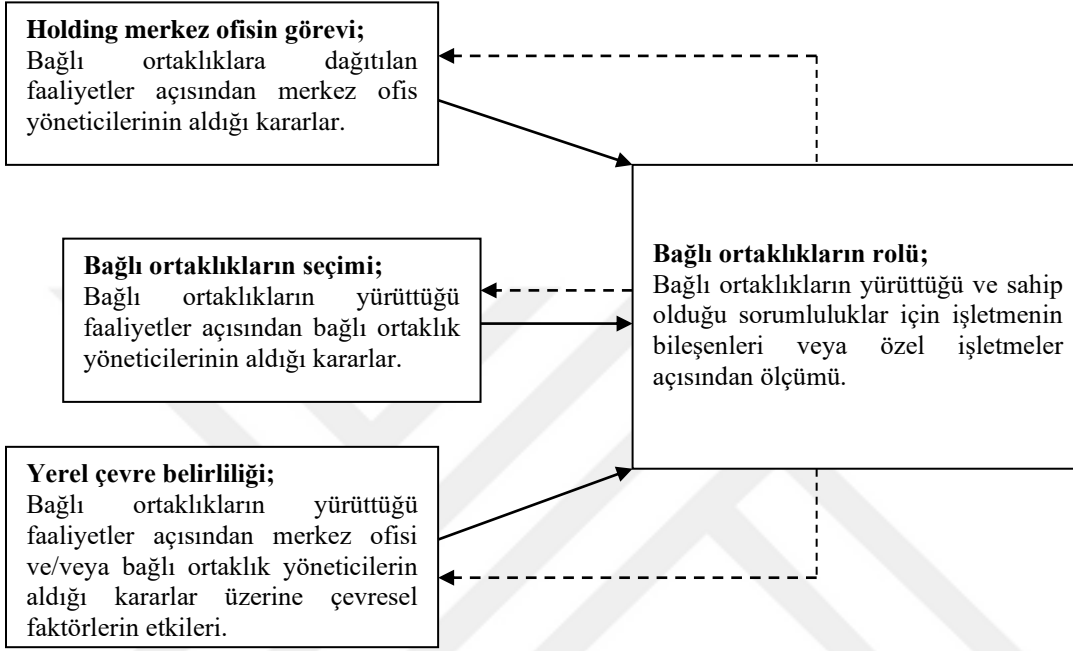 Holding merkez ofisin görevi;
Bağlı ortaklıklara dağıtılan
faaliyetler açısından merkez ofis
yöneticilerinin aldığı kararlar.
Bağlı ortaklıkların seçimi;
Bağlı ortaklıkların yürüttüğü
faaliyetler açısından bağlı ortaklık
yöneticilerinin aldığı kararlar.
Yerel çevre belirliliği;
Bağlı ortaklıkların yürüttüğü
faaliyetler açısından merkez ofisi
ve/veya bağlı ortaklık yöneticilerin
aldığı kararlar üzerine çevresel
faktörlerin etkileri.
Bağlı ortaklıkların rolü;
Bağlı ortaklıkların yürüttüğü ve sahip
olduğu sorumluluklar için işletmenin
bileşenleri veya özel işletmeler
açısından ölçümü.